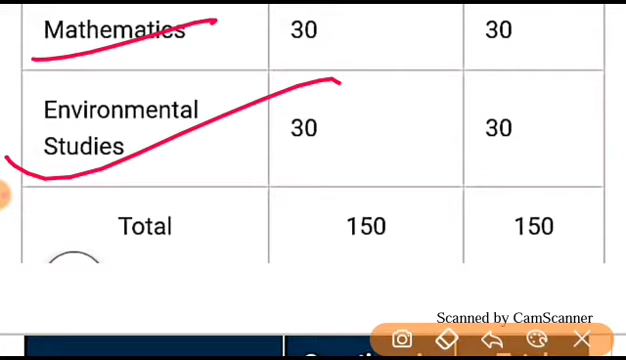 Mathematics 30 30
Environmental
Studies 30 30
Total 150 150
Scanned by CamScanner